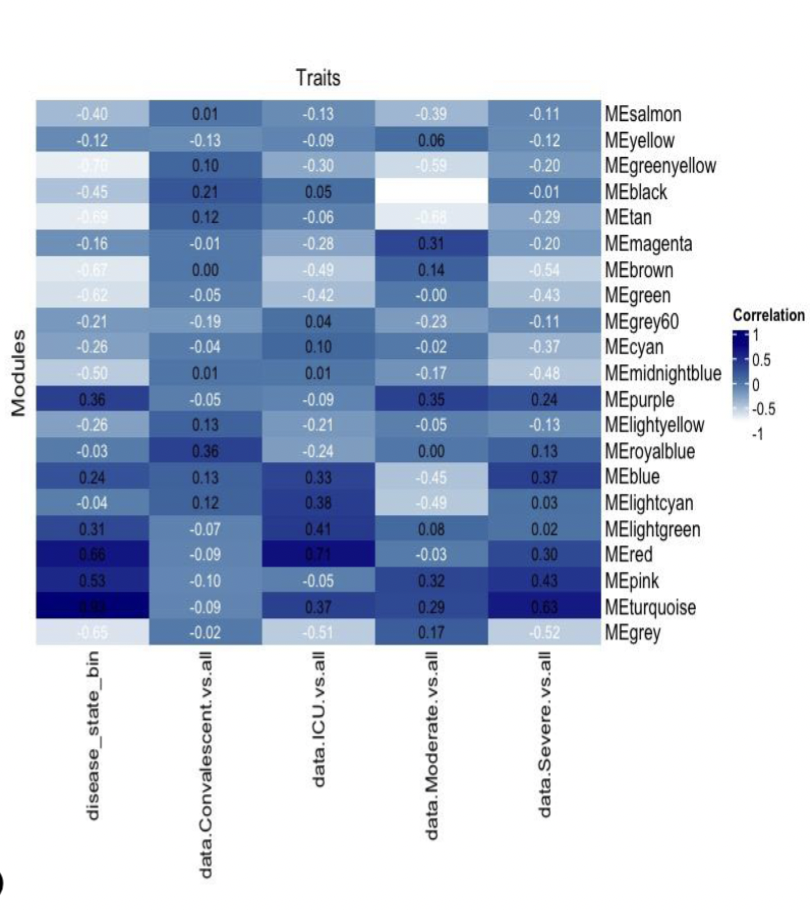 Traits
-0.40 0.01 -0.13 -0.39 -0.11 MEsalmon
-0.12 -0.13 -0.09 0.06 -0.12 MEyellow
-0.70 0.10 -0.30 -0.59 -0.20 MEgreenyellow
-0.45 0.21 0.05 -0.01 MEblack
-0.69 0.12 -0.06 -0.68 -0.29 MEtan
-0.16 -0.01 -0.28 0.31 -0.20 MEmagenta
-0.67 0.00 -0.49 0.14 -0.54 MEbrown
-0.62 -0.05 -0.42 -0.00 -0.43 MEgreen
-0.21 -0.19 0.04 -0.23 -0.11 MEgrey60
-0.26 -0.04 0.10 -0.02 -0.37 MEcyan
-0.50 0.01 0.01 -0.17 -0.48 MEmidnightblue
0.36 -0.05 -0.09 0.35 0.24 MEpurple
-0.26 0.13 -0.21 -0.05 -0.13 MElightyellow
-0.03 0.36 -0.24 0.00 0.13 MEroyalblue
0.24 0.13 0.33 -0.45 0.37 MEblue
-0.04 0.12 0.38 -0.49 0.03 MElightcyan
0.31 -0.07 0.41 0.08 0.02 MElightgreen
0.66 -0.09 0.71 -0.03 0.30 MEred
0.53 -0.10 -0.05 0.32 0.43 MEpink
-0.09 0.37 0.29 0.63 MEturquoise
-0.65 -0.02 -0.51 0.17 -0.52 MEgrey
Modules
disease_state_bin
data.Convalescent.vs.all
data.ICU.vs.all
data.Moderate.vs.all
data.Severe.vs.all
Correlation
1
0.5
0
-0.5
-1
)